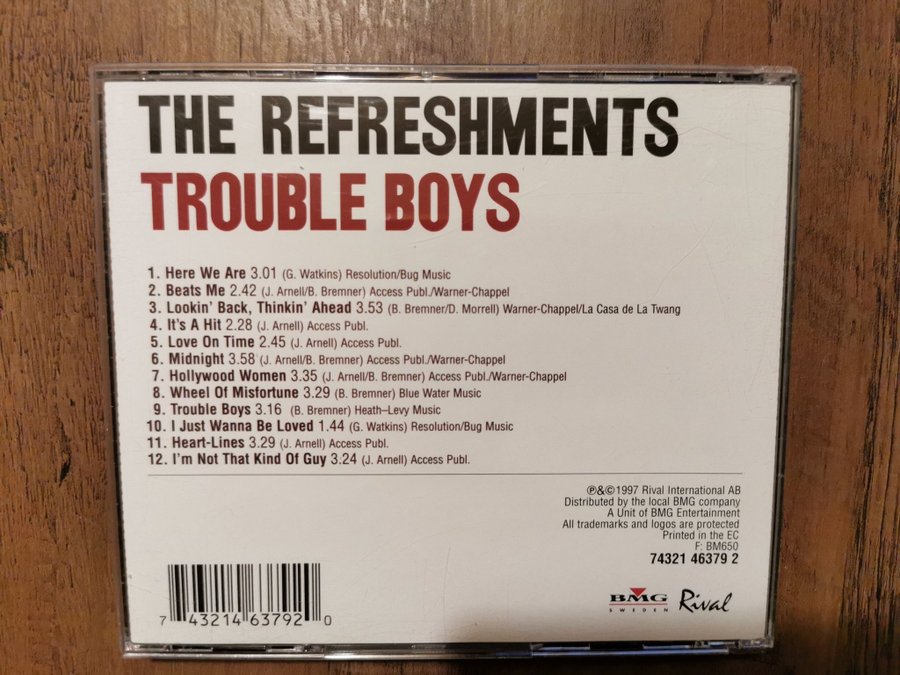 THE REFRESHMENTS
TROUBLE BOYS
1. Here We Are 3.01 (G. Watkins) Resolution/Bug Music
2. Beats Me 2.42 (J. Arnell/B. Bremner) Access Publ./Warner-Chappel
3. Lookin' Back, Thinkin' Ahead 3.53 (B. Bremner/D. Morrell) Warner-Chappel/La Casa de La Twang
4. It's A Hit 2.28 (J. Arnell) Access Publ.
5. Love On Time 2.45 (J. Arnell) Access Publ.
6. Midnight 3.58 (J. Arnell/B. Bremner) Access Publ./Warner-Chappel
7. Hollywood Women 3.35 (J. Arnell/B. Bremner) Access Publ./Warner-Chappel
8. Wheel Of Misfortune 3.29 (B. Bremner) Blue Water Music
9. Trouble Boys 3.16 (B. Bremner) Heath–Levy Music
10. I Just Wanna Be Loved 1.44 (G. Watkins) Resolution/Bug Music
11. Heart-Lines 3.29 (J. Arnell) Access Publ.
12. I'm Not That Kind Of Guy 3.24 (J. Arnell) Access Publ.
℗&©1997 Rival International AB
Distributed by the local BMG company
A Unit of BMG Entertainment
All trademarks and logos are protected
Printed in the EC
F: BM650
74321 46379 2
BMG Rival
SWEDEN
7 43214 63792 0